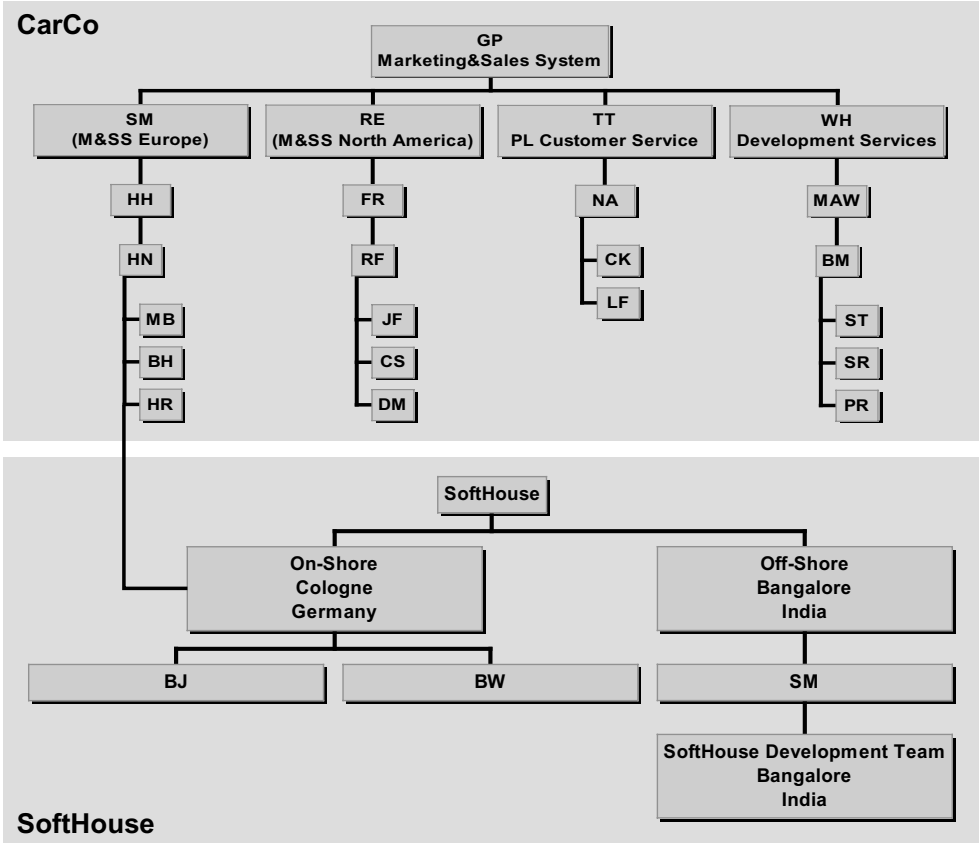 CarCo
GP
Marketing&Sales System
SM
(M&SS Europe)
RE
(M&SS North America)
TT
PL Customer Service
WH
Development Services
HH
FR
NA
MAW
HN
RF
CK
BM
LF
MB
JF
ST
BH
CS
SR
HR
DM
PR
SoftHouse
On-Shore
Cologne
Germany
Off-Shore
Bangalore
India
BJ
BW
SM
SoftHouse Development Team
Bangalore
India
SoftHouse